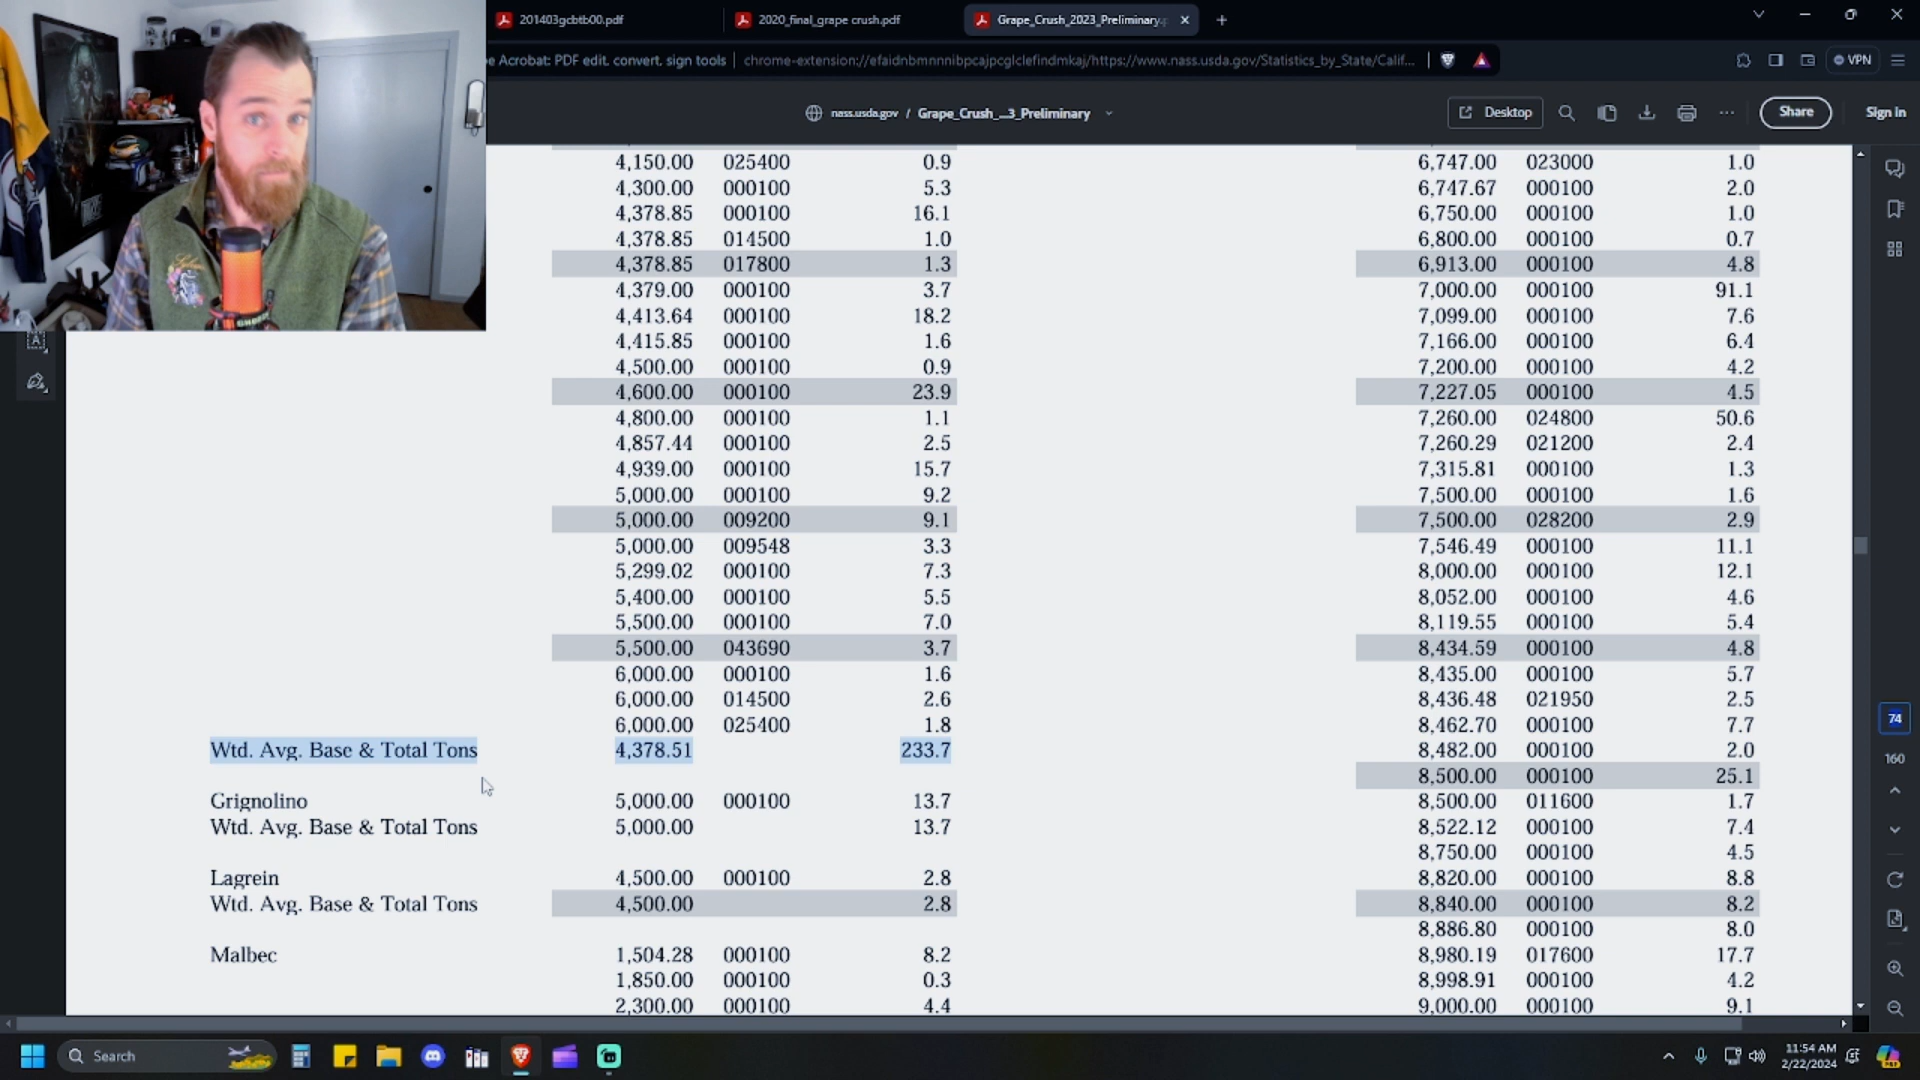 201403gcbtb00.pdf
2020_final_grape crush.pdf
Grape_Crush_2023_Preliminary.
e Acrobat: PDF edit, convert, sign tools
chrome-extension://efaidnbmnnnibpcajpcglclefindmkaj/https://www.nass.usda.gov/Statistics_by_State/Calif...
VPN
nass.usda.gov / Grape_Crush_...3_Preliminary
Desktop
Share
Sign in
4,150.00 025400 0.9
4,300.00 000100 5.3
4,378.85 000100 16.1
4,378.85 014500 1.0
4,378.85 017800 1.3
4,379.00 000100 3.7
4,413.64 000100 18.2
4,415.85 000100 1.6
4,500.00 000100 0.9
4,600.00 000100 23.9
4,800.00 000100 1.1
4,857.44 000100 2.5
4,939.00 000100 15.7
5,000.00 000100 9.2
5,000.00 009200 9.1
5,000.00 009548 3.3
5,299.02 000100 7.3
5,400.00 000100 5.5
5,500.00 000100 7.0
5,500.00 043690 3.7
6,000.00 000100 1.6
6,000.00 014500 2.6
6,000.00 025400 1.8
Wtd. Avg. Base & Total Tons 4,378.51 233.7
Grignolino 5,000.00 000100 13.7
Wtd. Avg. Base & Total Tons 5,000.00 13.7
Lagrein 4,500.00 000100 2.8
Wtd. Avg. Base & Total Tons 4,500.00 2.8
Malbec 1,504.28 000100 8.2
1,850.00 000100 0.3
2,300.00 000100 4.4
6,747.00 023000 1.0
6,747.67 000100 2.0
6,750.00 000100 1.0
6,800.00 000100 0.7
6,913.00 000100 4.8
7,000.00 000100 91.1
7,099.00 000100 7.6
7,166.00 000100 6.4
7,200.00 000100 4.2
7,227.05 000100 4.5
7,260.00 024800 50.6
7,260.29 021200 2.4
7,315.81 000100 1.3
7,500.00 000100 1.6
7,500.00 028200 2.9
7,546.49 000100 11.1
8,000.00 000100 12.1
8,052.00 000100 4.6
8,119.55 000100 5.4
8,434.59 000100 4.8
8,435.00 000100 5.7
8,436.48 021950 2.5
8,462.70 000100 7.7
8,482.00 000100 2.0
8,500.00 000100 25.1
8,500.00 011600 1.7
8,522.12 000100 7.4
8,750.00 000100 4.5
8,820.00 000100 8.8
8,840.00 000100 8.2
8,886.80 000100 8.0
8,980.19 017600 17.7
8,998.91 000100 4.2
9,000.00 000100 9.1
74
160
Search
11:54 AM
2/22/2024